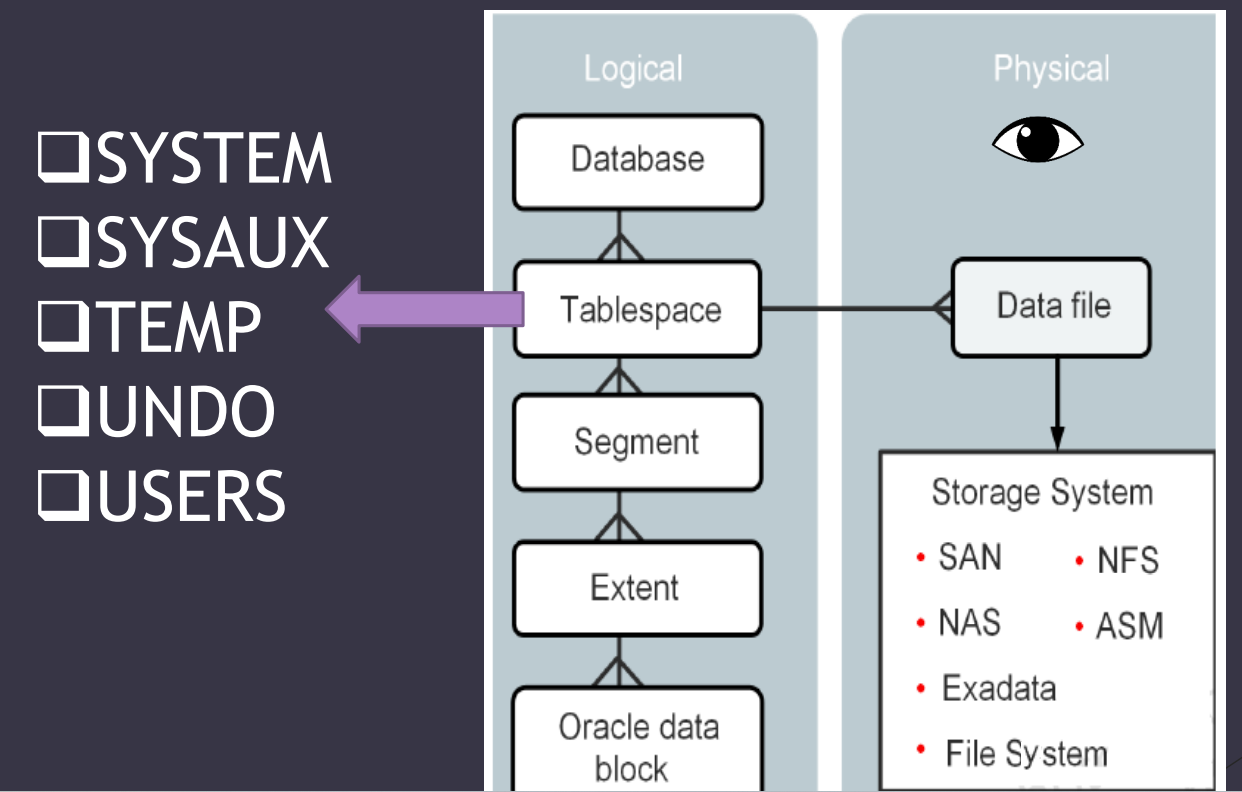 SYSTEM
SYSAUX
TEMP
UNDO
USERS
Logical
Database
Tablespace
Segment
Extent
Oracle data
block
Physical
Data file
Storage System
• SAN
• NFS
• NAS
• ASM
• Exadata
• File System